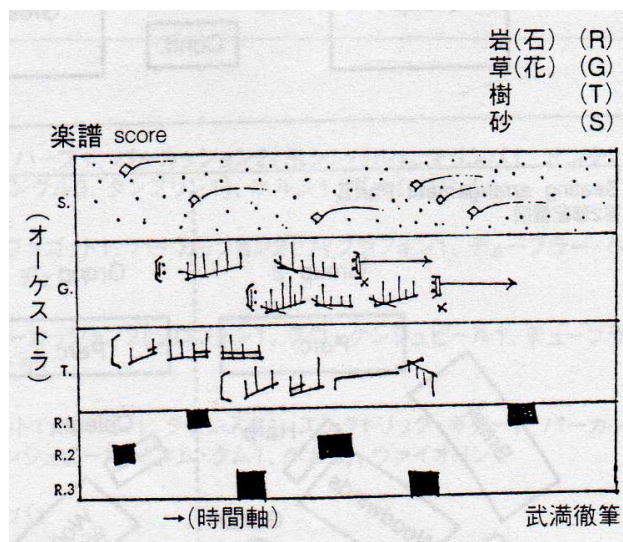 岩(石) (R)
草(花) (G)
樹 (T)
砂 (S)
楽譜 score
(オーケストラ)
S.
G.
T.
R.1
R.2
R.3
→(時間軸)
武満徹筆